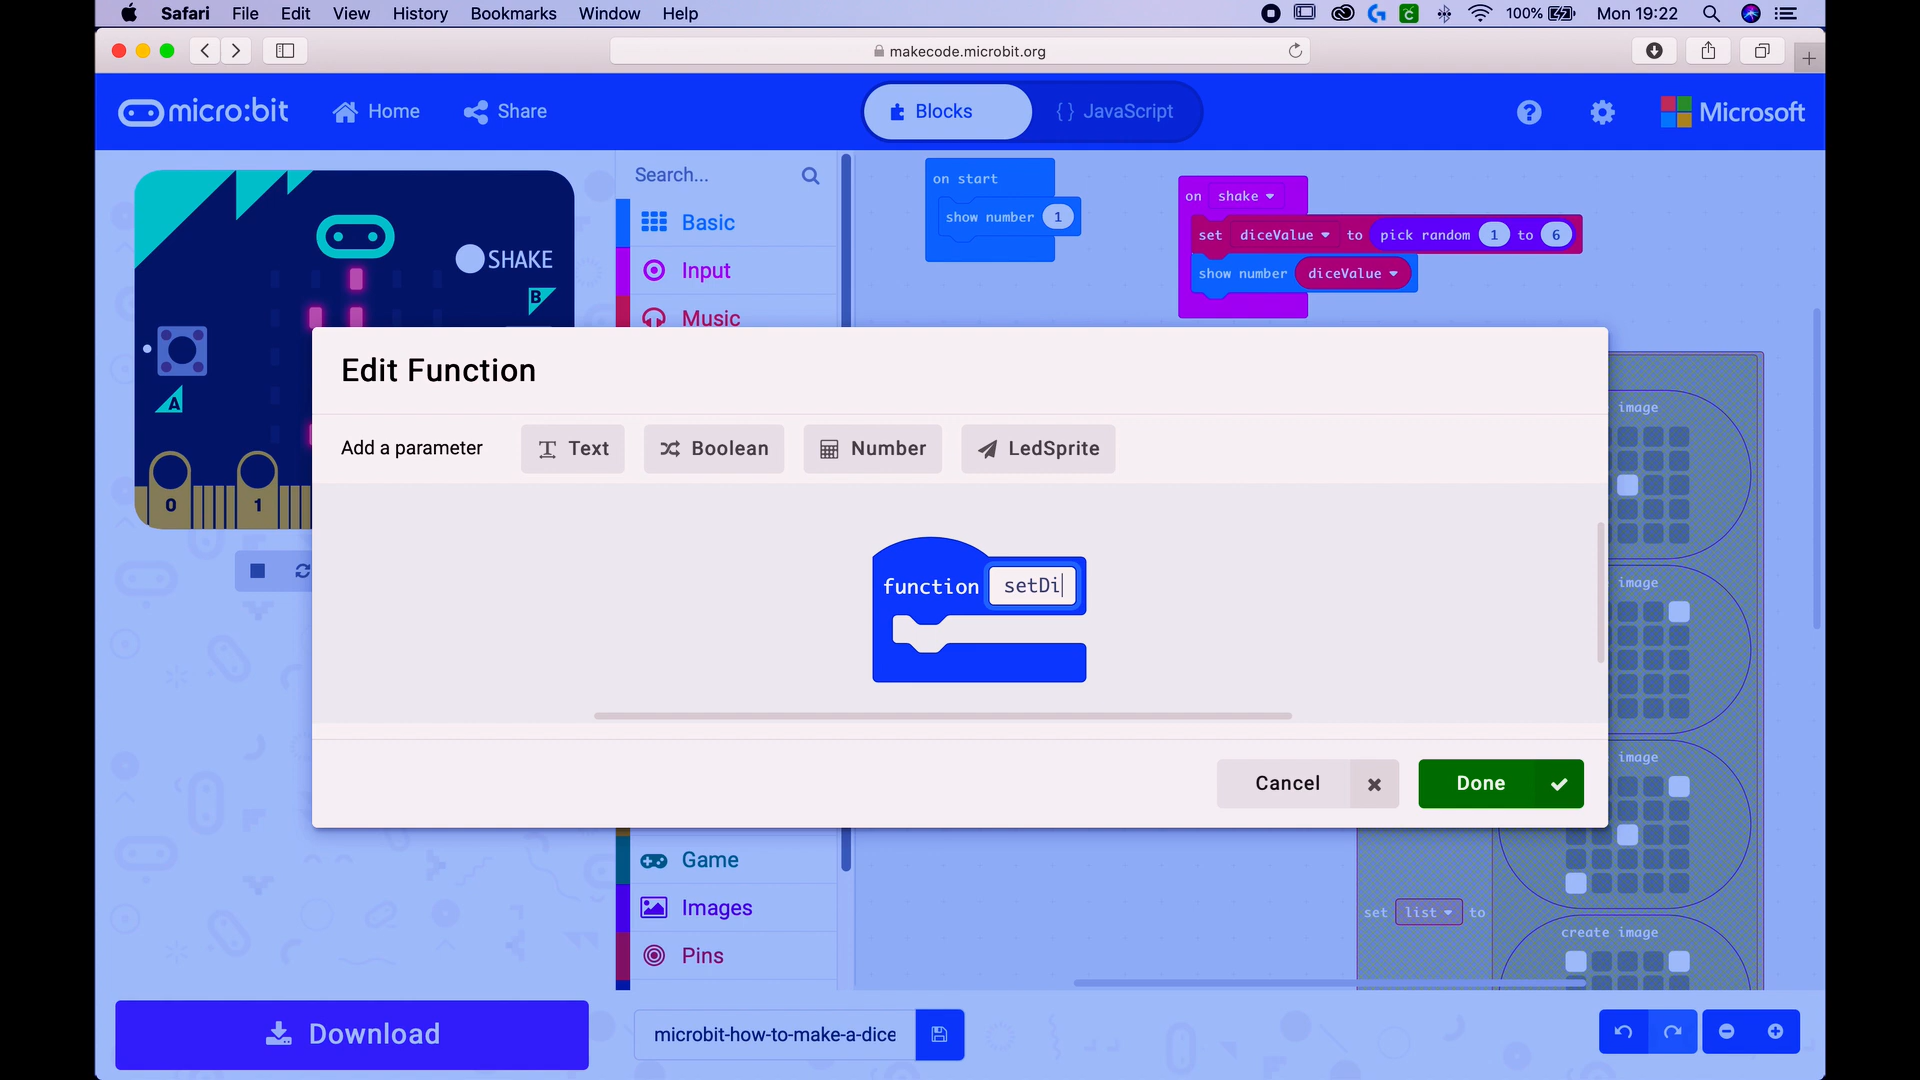 Safari File Edit View History Bookmarks Window Help 100% Mon 19:22
makecode.microbit.org
micro:bit Home Share Blocks {} JavaScript ? Microsoft
Search...
Basic
Input
Music
SHAKE
B
A
0 1
on start
show number 1
on shake
set diceValue to pick random 1 to 6
show number diceValue
Edit Function
Add a parameter Text Boolean Number LedSprite
function setDi
Cancel Done
image
image
image
set list to
create image
Game
Images
Pins
Download
microbit-how-to-make-a-dice